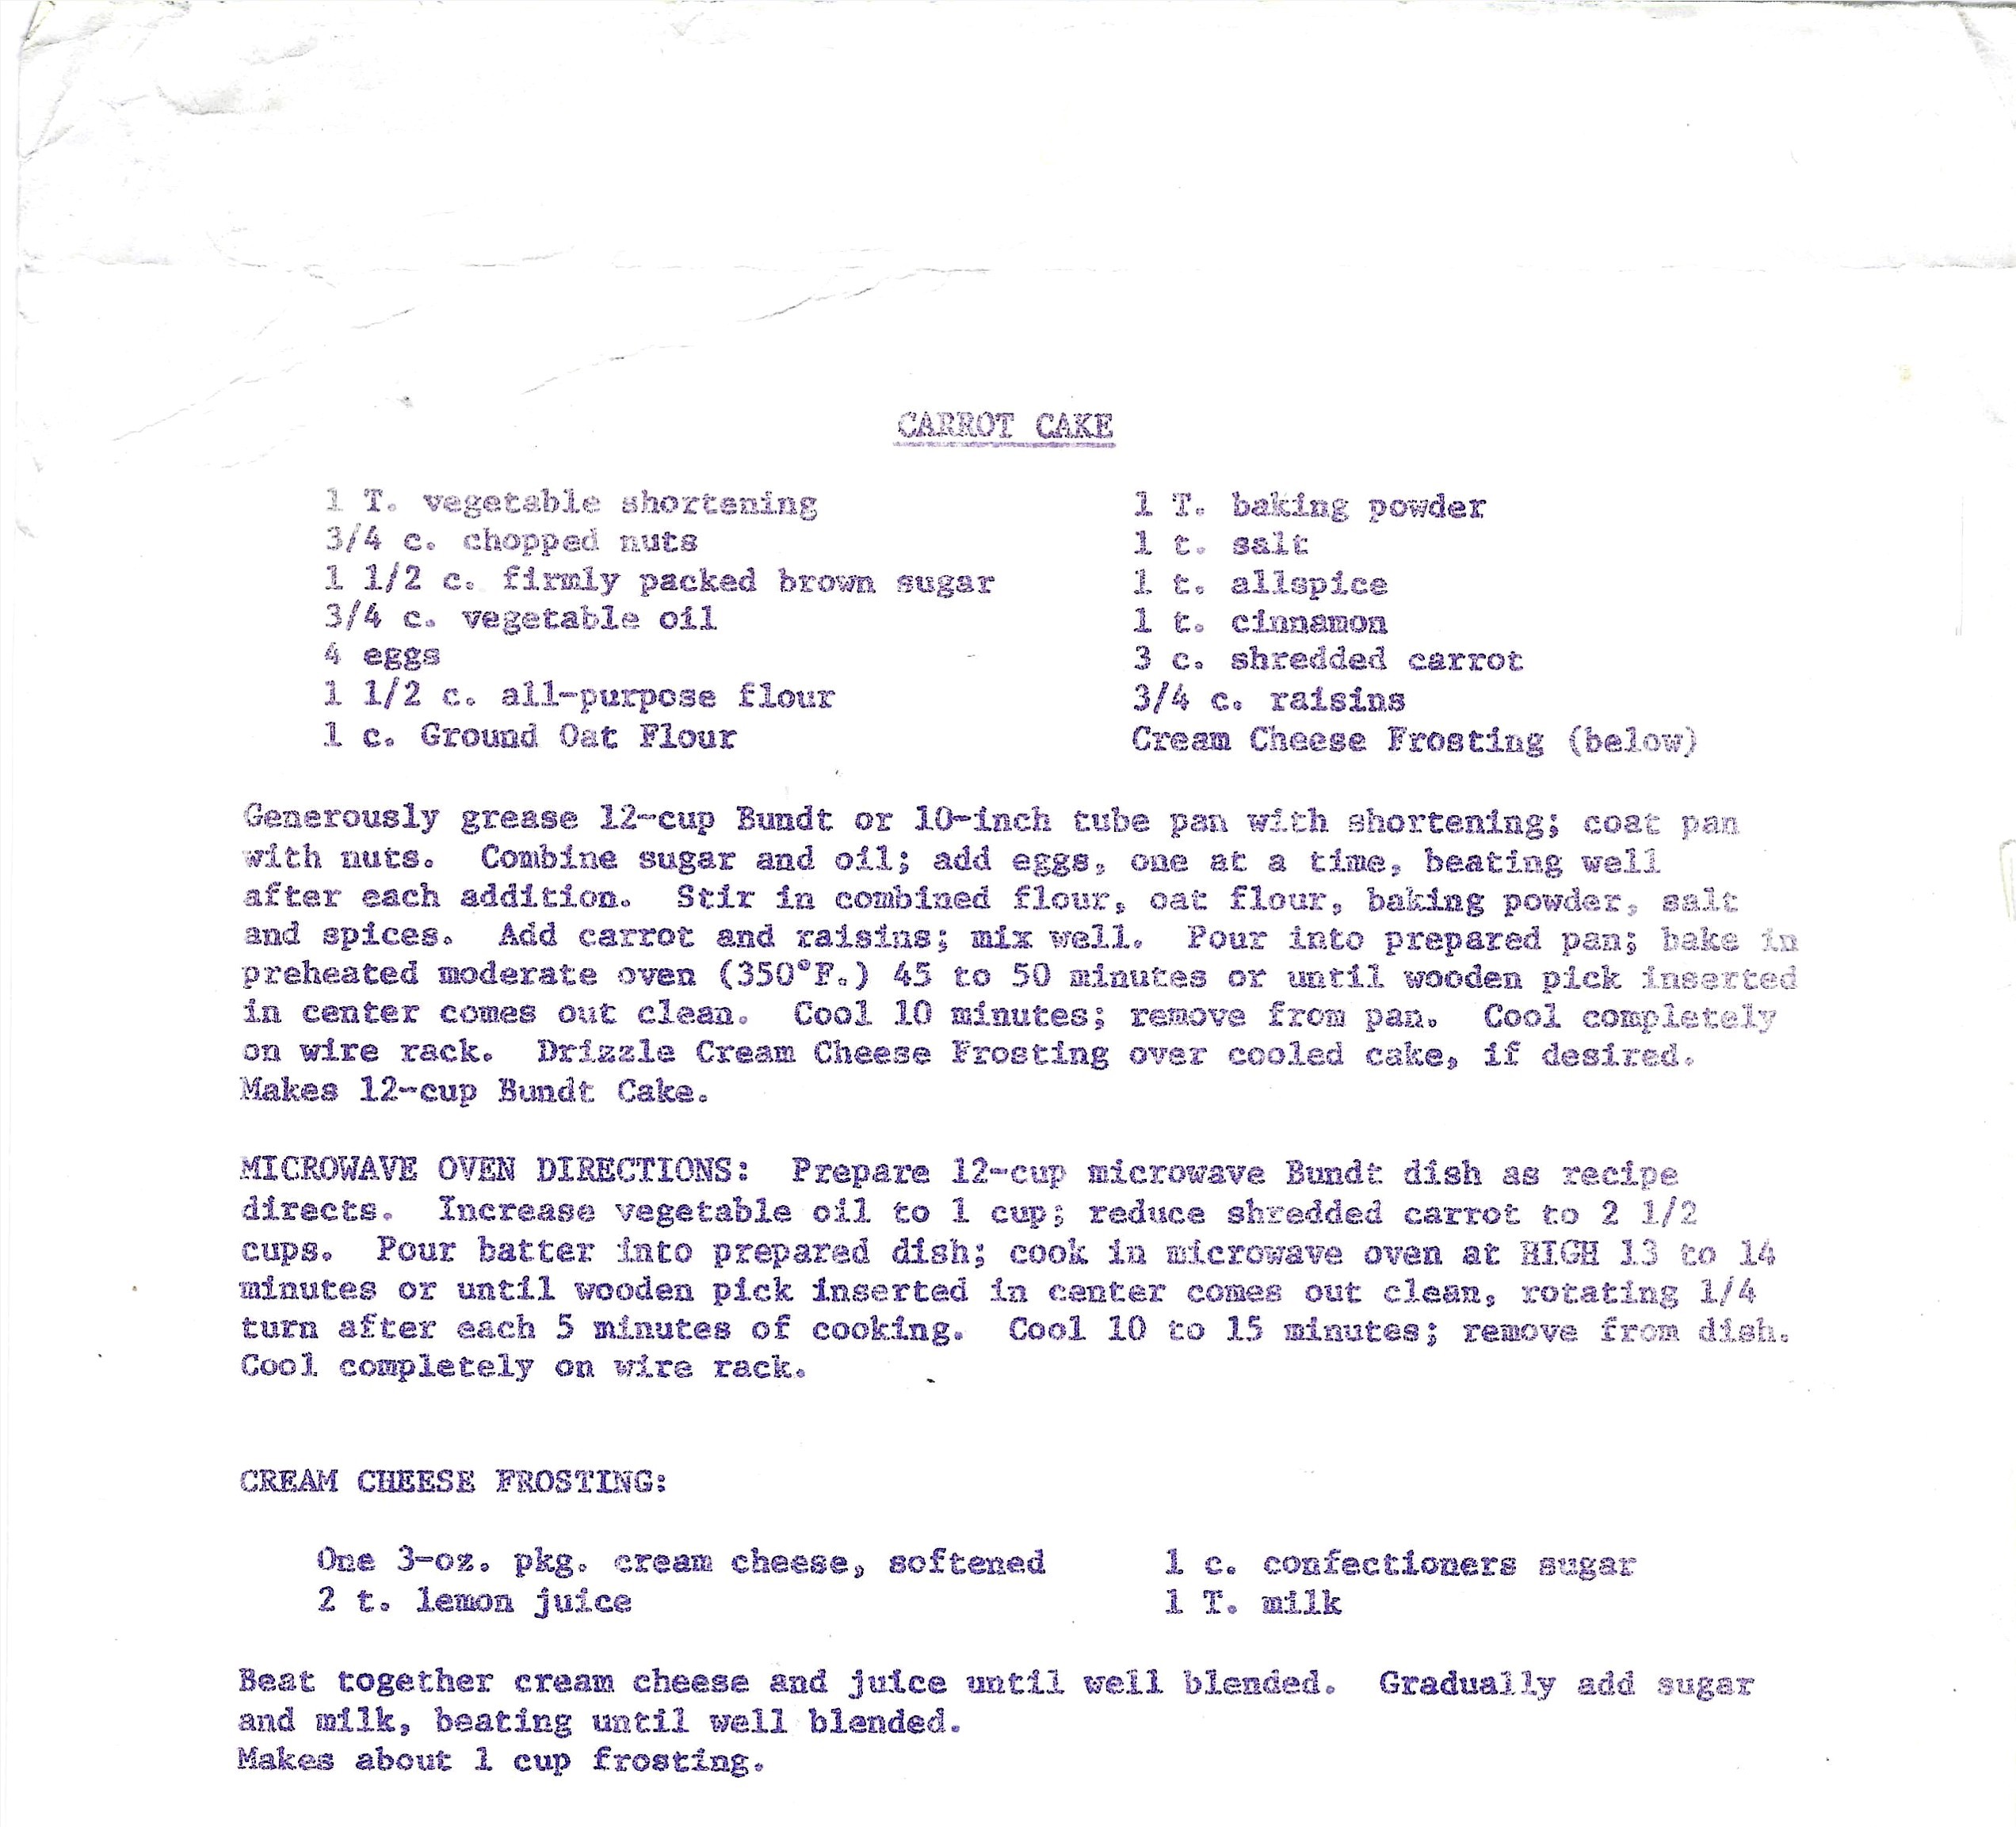 CARROT CAKE
1 T. vegetable shortening
3/4 c. chopped nuts
1 1/2 c. firmly packed brown sugar
3/4 c. vegetable oil
4 eggs
1 1/2 c. all-purpose flour
1 c. Ground Oat Flour
1 T. baking powder
1 t. salt
1 t. allspice
1 t. cinnamon
3 c. shredded carrot
3/4 c. raisins
Cream Cheese Frosting (below)
Generously grease 12-cup Bundt or 10-inch tube pan with shortening; coat pan
with nuts. Combine sugar and oil; add eggs, one at a time, beating well
after each addition. Stir in combined flour, oat flour, baking powder, salt
and spices. Add carrot and raisins; mix well. Pour into prepared pan; bake in
preheated moderate oven (350°F.) 45 to 50 minutes or until wooden pick inserted
in center comes out clean. Cool 10 minutes; remove from pan. Cool completely
on wire rack. Drizzle Cream Cheese Frosting over cooled cake, if desired.
Makes 12-cup Bundt Cake.
MICROWAVE OVEN DIRECTIONS: Prepare 12-cup microwave Bundt dish as recipe
directs. Increase vegetable oil to 1 cup; reduce shredded carrot to 2 1/2
cups. Pour batter into prepared dish; cook in microwave oven at HIGH 13 to 14
minutes or until wooden pick inserted in center comes out clean, rotating 1/4
turn after each 5 minutes of cooking. Cool 10 to 15 minutes; remove from dish.
Cool completely on wire rack.
CREAM CHEESE FROSTING:
One 3-oz. pkg. cream cheese, softened
2 t. lemon juice
1 c. confectioners sugar
1 T. milk
Beat together cream cheese and juice until well blended. Gradually add sugar
and milk, beating until well blended.
Makes about 1 cup frosting.